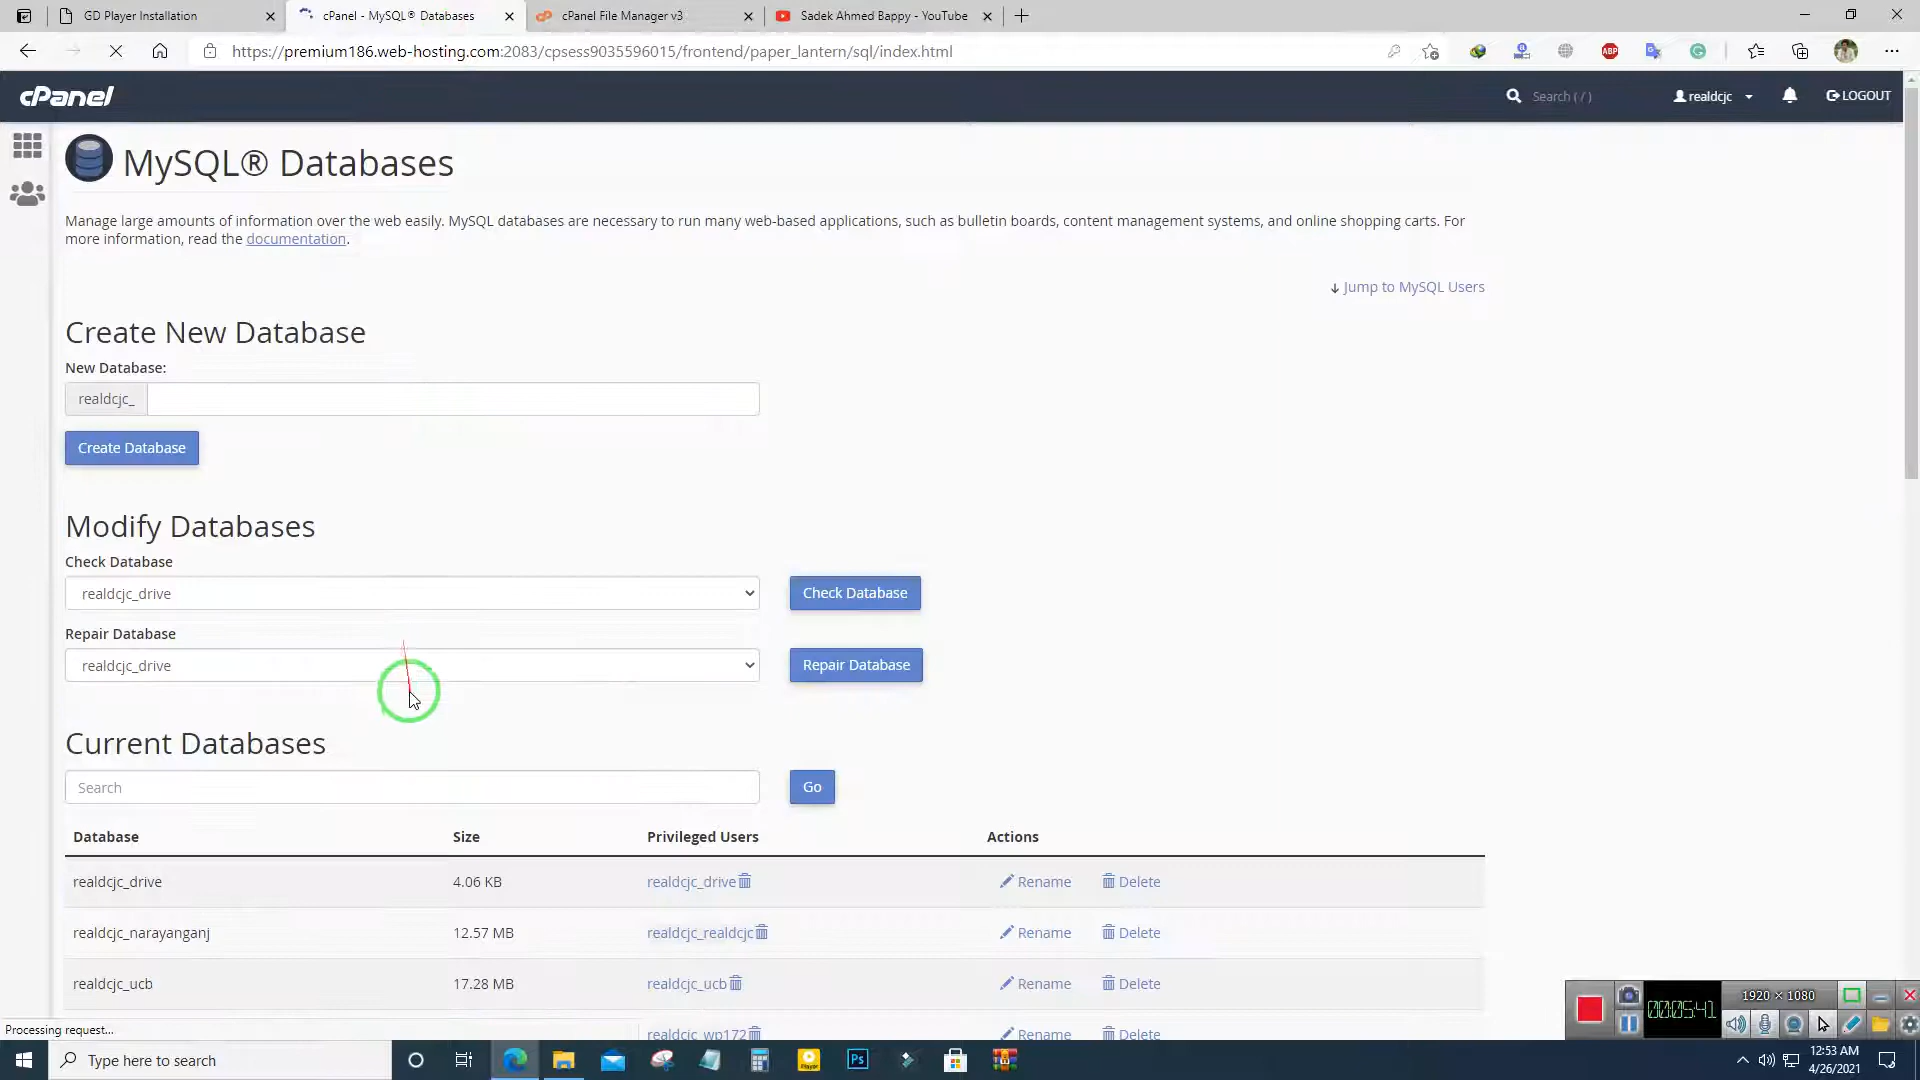 GD Player Installation
cPanel - MySQL® Databases
cPanel File Manager v3
Sadek Ahmed Bappy - YouTube
https://premium186.web-hosting.com:2083/cpsess9035596015/frontend/paper_lantern/sql/index.html
ABP
cPanel
Search ( / )
realdcjc
LOGOUT
MySQL® Databases
Manage large amounts of information over the web easily. MySQL databases are necessary to run many web-based applications, such as bulletin boards, content management systems, and online shopping carts. For
more information, read the documentation.
Jump to MySQL Users
Create New Database
New Database:
realdcjc_
Create Database
Modify Databases
Check Database
realdcjc_drive
Check Database
Repair Database
realdcjc_drive
Repair Database
Current Databases
Search
Go
Database Size Privileged Users Actions
realdcjc_drive 4.06 KB realdcjc_drive Rename Delete
realdcjc_narayanganj 12.57 MB realdcjc_realdcjc Rename Delete
realdcjc_ucb 17.28 MB realdcjc_ucb Rename Delete
realdcjc_wp172 Rename Delete
1920 × 1080
00:05:41
Processing request...
Type here to search
Ps
12:53 AM
4/26/2021